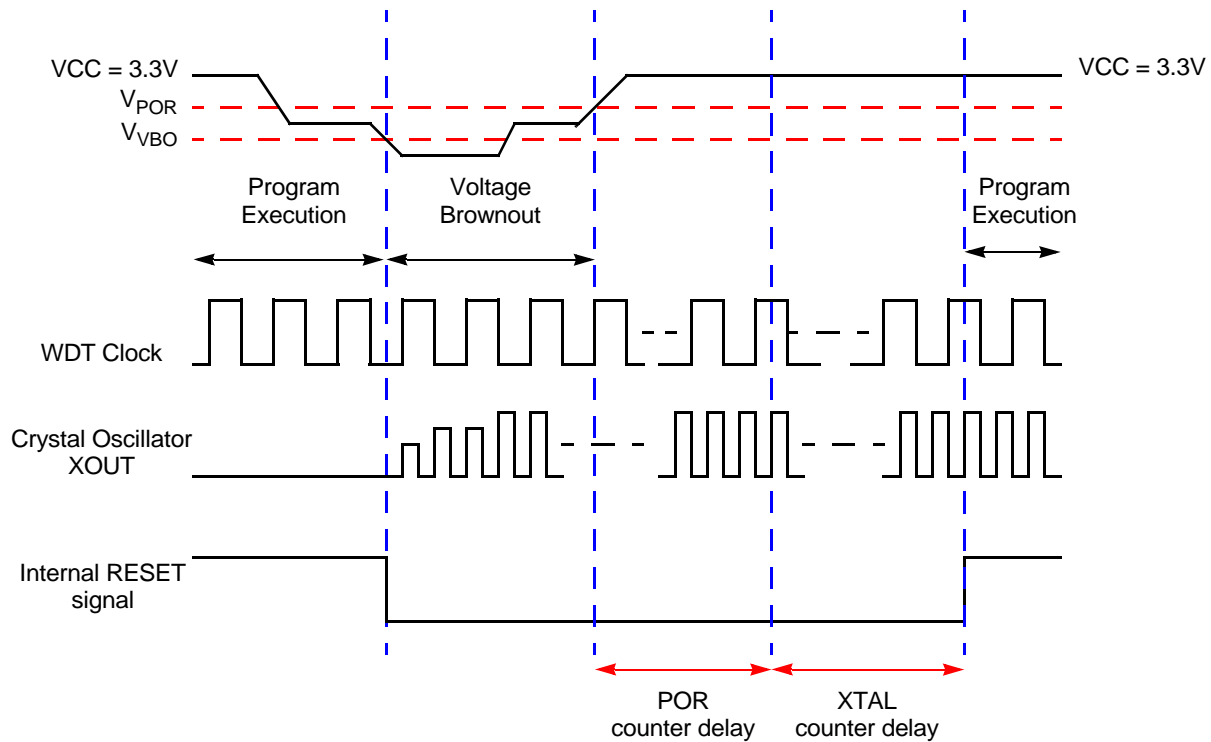 VCC = 3.3V
VCC = 3.3V
VPOR
VVBO
Program
Execution
Voltage
Brownout
Program
Execution
WDT Clock
Crystal Oscillator
XOUT
Internal RESET
signal
POR
counter delay
XTAL
counter delay